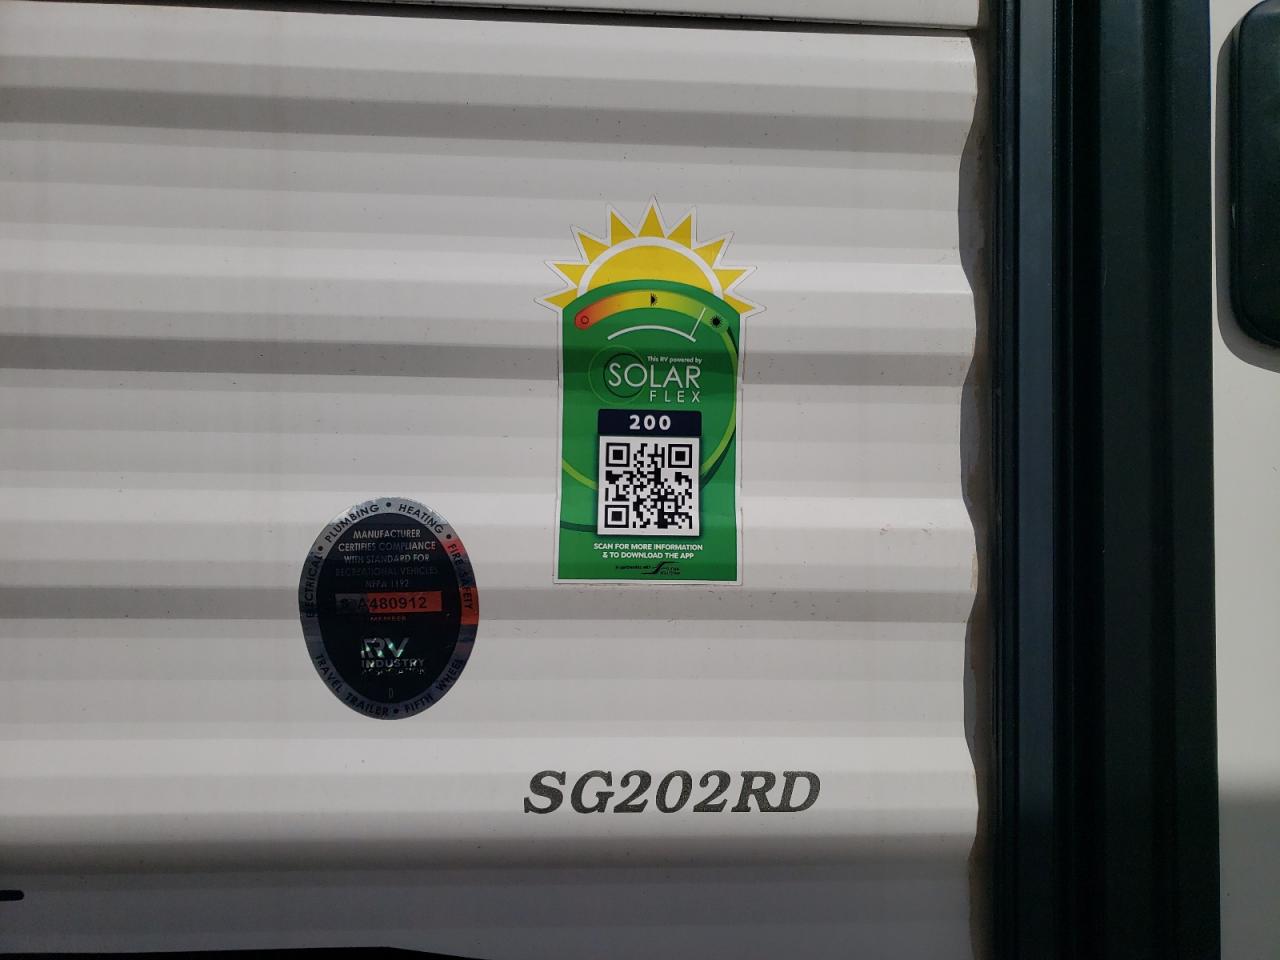 This RV powered by
SOLAR
FLEX
200
SCAN FOR MORE INFORMATION
& TO DOWNLOAD THE APP
ELECTRICAL • PLUMBING • HEATING • FIRE SAFETY
MANUFACTURER
CERTIFIES COMPLIANCE
WITH STANDARD FOR
RECREATIONAL VEHICLES
NFPA 1192
A480912
MEMBER
RV
INDUSTRY
ASSOCIATION
D
TRAVEL TRAILER • FIFTH WHEEL
SG202RD